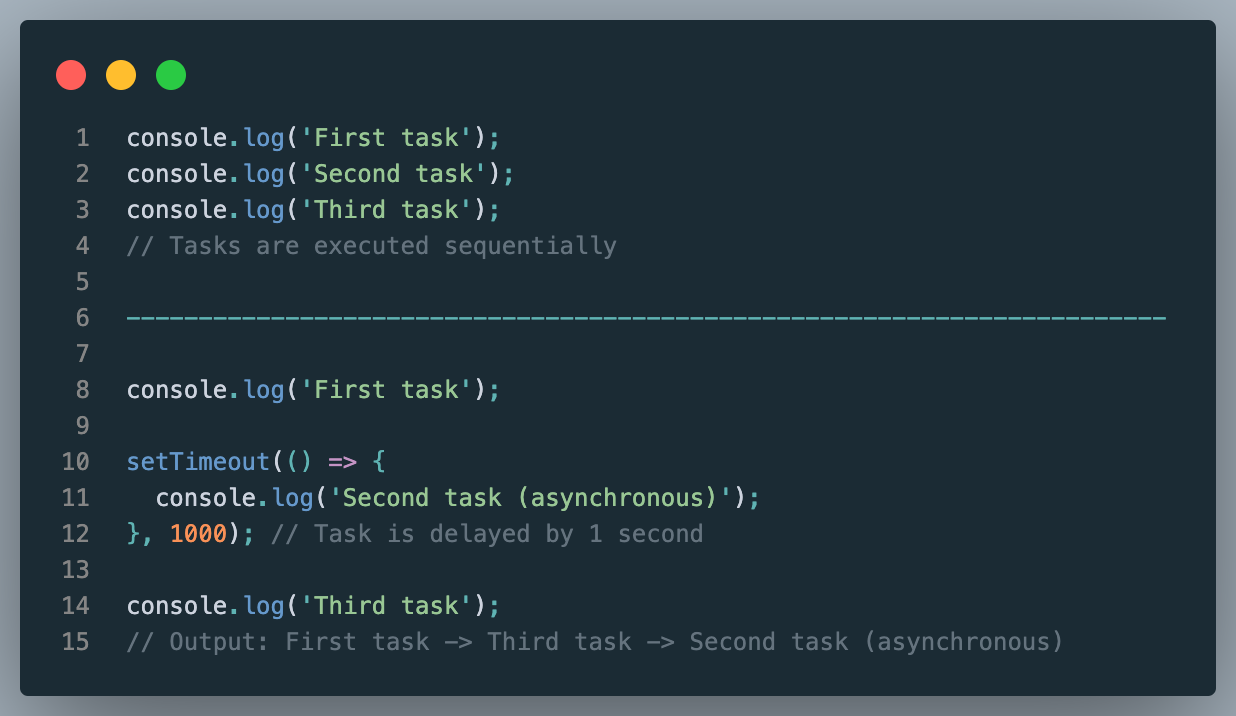 1 console.log('First task');
2 console.log('Second task');
3 console.log('Third task');
4 // Tasks are executed sequentially
5
6 ------------------------------------------------------------------------
7
8 console.log('First task');
9
10 setTimeout(() => {
11   console.log('Second task (asynchronous)');
12 }, 1000); // Task is delayed by 1 second
13
14 console.log('Third task');
15 // Output: First task -> Third task -> Second task (asynchronous)